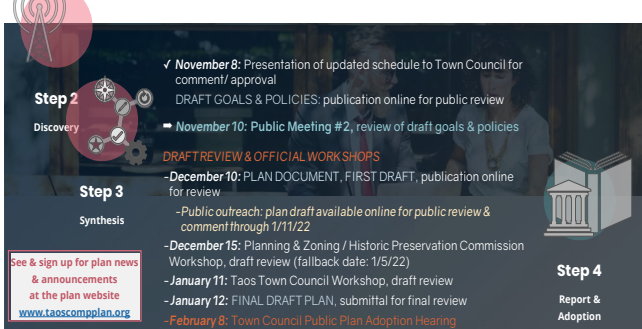 Step 2
Discovery
✓ November 8: Presentation of updated schedule to Town Council for
comment/ approval
DRAFT GOALS & POLICIES: publication online for public review
➡ November 10: Public Meeting #2, review of draft goals & policies
DRAFT REVIEW & OFFICIAL WORKSHOPS
-December 10: PLAN DOCUMENT, FIRST DRAFT, publication online
for review
-Public outreach: plan draft available online for public review &
comment through 1/11/22
-December 15: Planning & Zoning / Historic Preservation Commission
Workshop, draft review (fallback date: 1/5/22)
-January 11: Taos Town Council Workshop, draft review
-January 12: FINAL DRAFT PLAN, submittal for final review
-February 8: Town Council Public Plan Adoption Hearing
Step 3
Synthesis
See & sign up for plan news
& announcements
at the plan website
www.taoscompplan.org
Step 4
Report &
Adoption